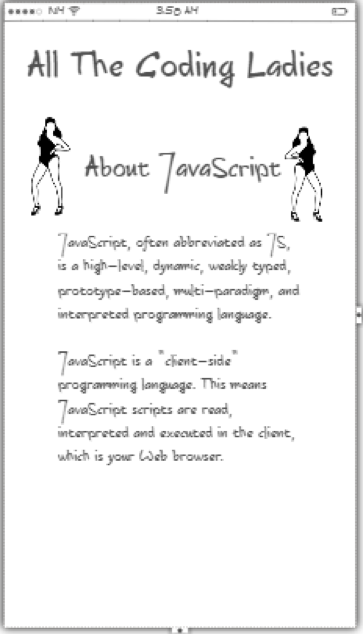 NY 3:50 AM
All The Coding Ladies
About JavaScript
JavaScript, often abbreviated as JS,
is a high-level, dynamic, weakly typed,
prototype-based, multi-paradigm, and
interpreted programming language.
JavaScript is a "client-side"
programming language. This means
JavaScript scripts are read,
interpreted and executed in the client,
which is your Web browser.